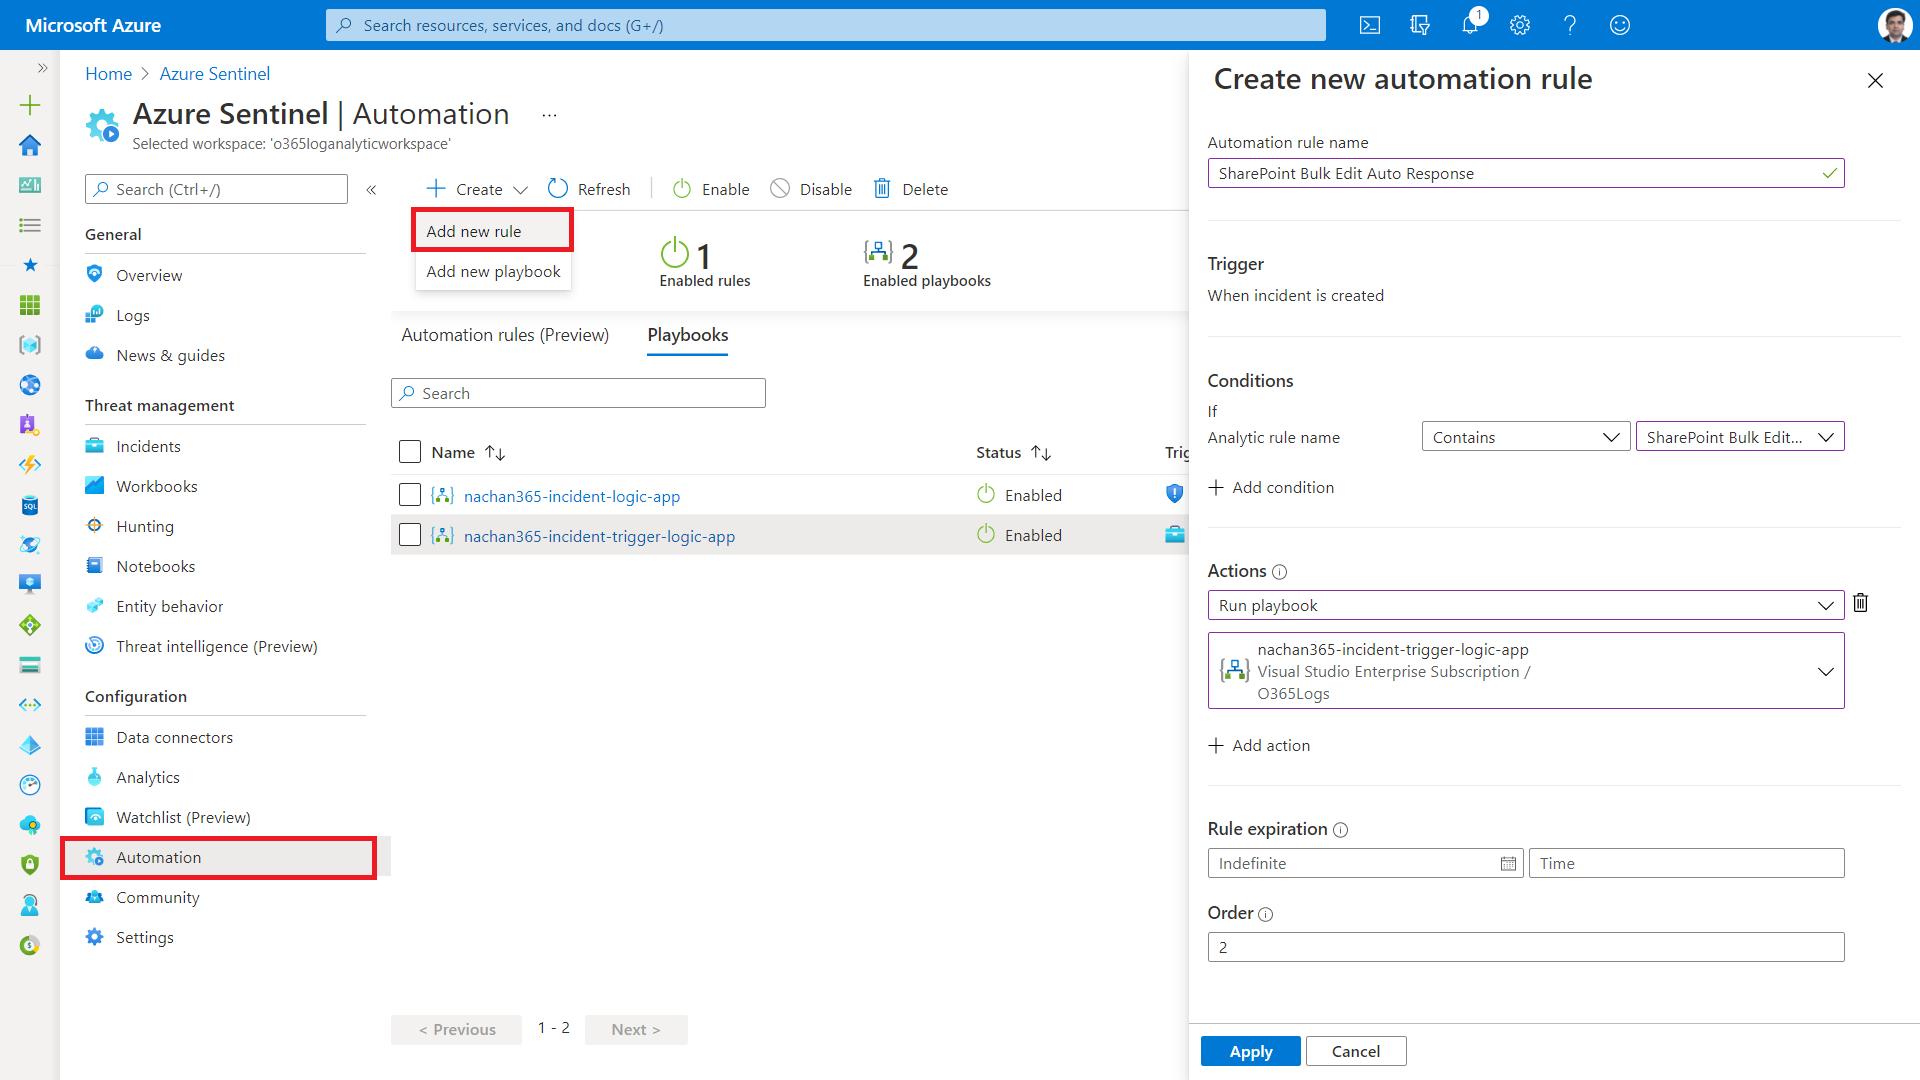 Microsoft Azure
Search resources, services, and docs (G+/)
1
Home > Azure Sentinel
Azure Sentinel | Automation ...
Selected workspace: 'o365loganalyticworkspace'
Search (Ctrl+/)
General
Overview
Logs
News & guides
Threat management
Incidents
Workbooks
Hunting
Notebooks
Entity behavior
Threat intelligence (Preview)
Configuration
Data connectors
Analytics
Watchlist (Preview)
Automation
Community
Settings
SQL
Create
Refresh
Enable
Disable
Delete
Add new rule
Add new playbook
1
Enabled rules
2
Enabled playbooks
Automation rules (Preview)
Playbooks
Search
Name
Status
Trig
nachan365-incident-logic-app
Enabled
nachan365-incident-trigger-logic-app
Enabled
< Previous
1 - 2
Next >
Create new automation rule
Automation rule name
SharePoint Bulk Edit Auto Response
Trigger
When incident is created
Conditions
If
Analytic rule name
Contains
SharePoint Bulk Edit...
Add condition
Actions
Run playbook
nachan365-incident-trigger-logic-app
Visual Studio Enterprise Subscription /
O365Logs
Add action
Rule expiration
Indefinite
Time
Order
2
Apply
Cancel